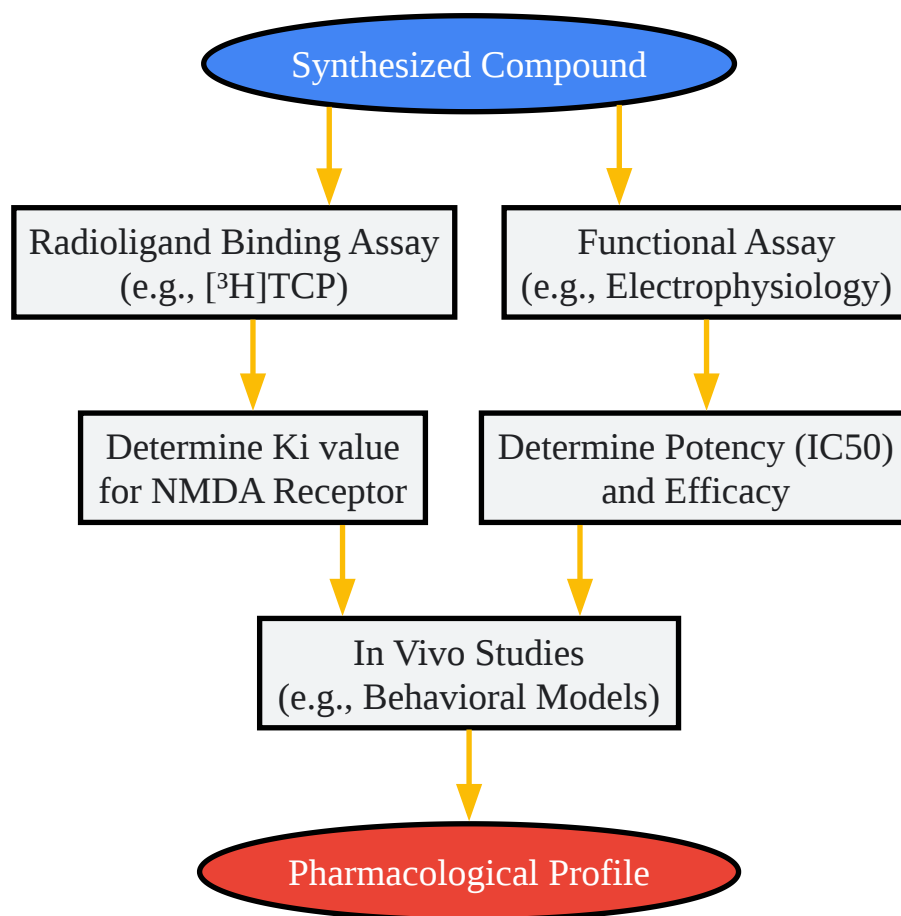 Synthesized Compound
Radioligand Binding Assay
(e.g., [³H]TCP)
Functional Assay
(e.g., Electrophysiology)
Determine Ki value
for NMDA Receptor
Determine Potency (IC50)
and Efficacy
In Vivo Studies
(e.g., Behavioral Models)
Pharmacological Profile